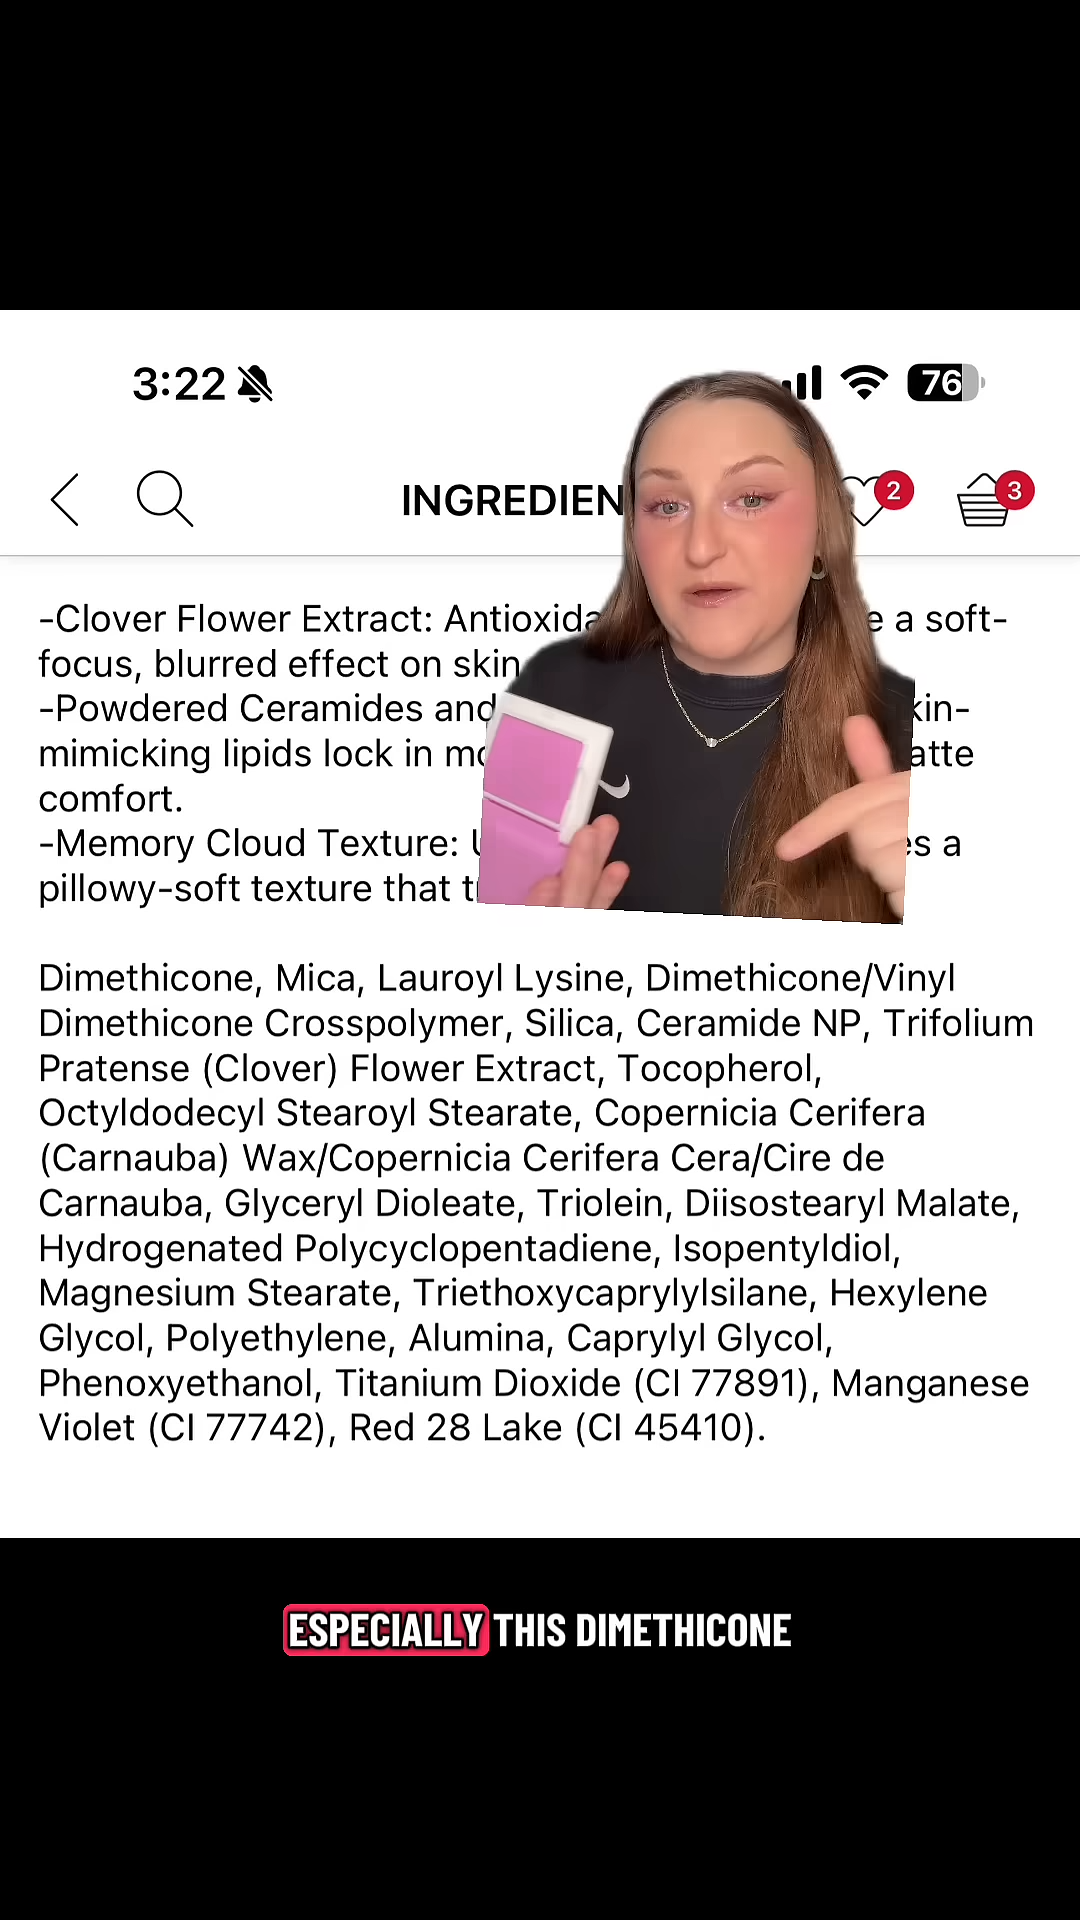 3:22
76
INGREDIEN
2
3
-Clover Flower Extract: Antioxida e a soft-
focus, blurred effect on skin
-Powdered Ceramides and kin-
mimicking lipids lock in mo atte
comfort.
-Memory Cloud Texture: es a
pillowy-soft texture that t
Dimethicone, Mica, Lauroyl Lysine, Dimethicone/Vinyl
Dimethicone Crosspolymer, Silica, Ceramide NP, Trifolium
Pratense (Clover) Flower Extract, Tocopherol,
Octyldodecyl Stearoyl Stearate, Copernicia Cerifera
(Carnauba) Wax/Copernicia Cerifera Cera/Cire de
Carnauba, Glyceryl Dioleate, Triolein, Diisostearyl Malate,
Hydrogenated Polycyclopentadiene, Isopentyldiol,
Magnesium Stearate, Triethoxycaprylylsilane, Hexylene
Glycol, Polyethylene, Alumina, Caprylyl Glycol,
Phenoxyethanol, Titanium Dioxide (CI 77891), Manganese
Violet (CI 77742), Red 28 Lake (CI 45410).
ESPECIALLY THIS DIMETHICONE